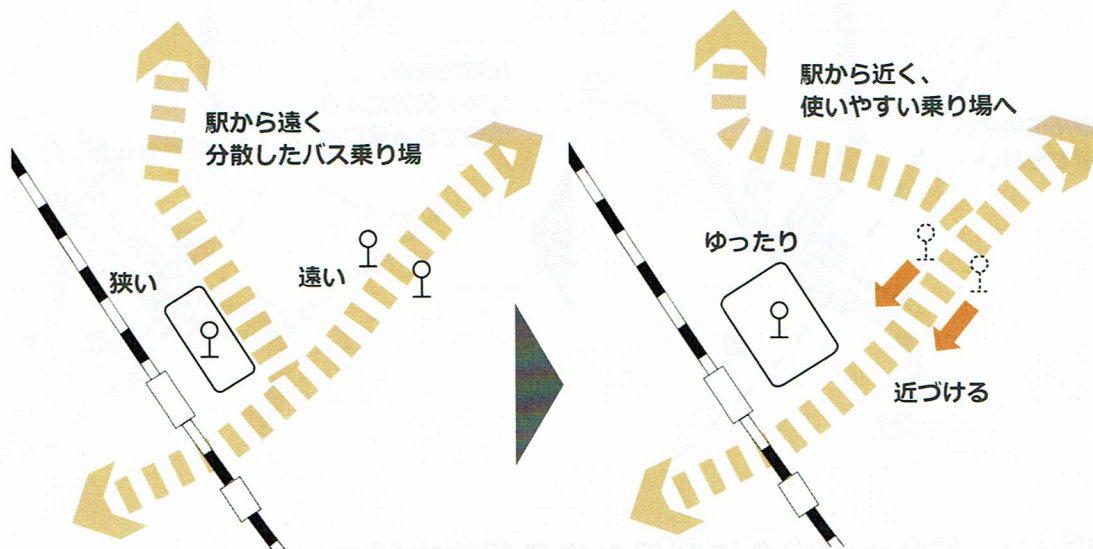 駅から遠く
分散したバス乗り場
狭い
遠い
駅から近く、
使いやすい乗り場へ
ゆったり
近づける